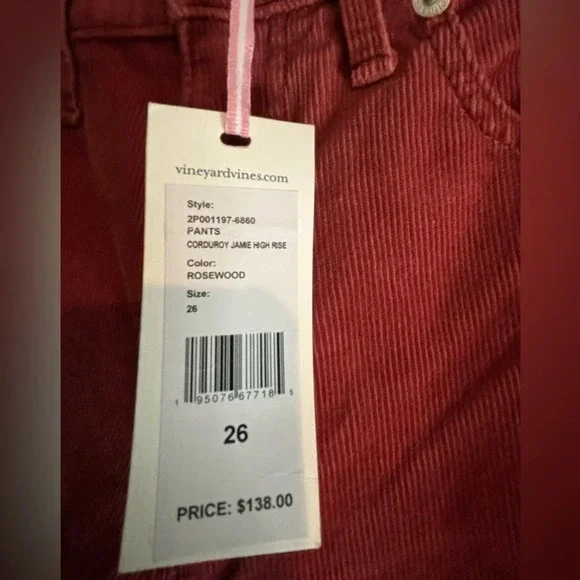 vineyardvines.com
Style:
2P001197-6860
PANTS
CORDUROY JAMIE HIGH RISE
Color:
ROSEWOOD
Size:
26
1 95076 67718 5
26
PRICE: $138.00